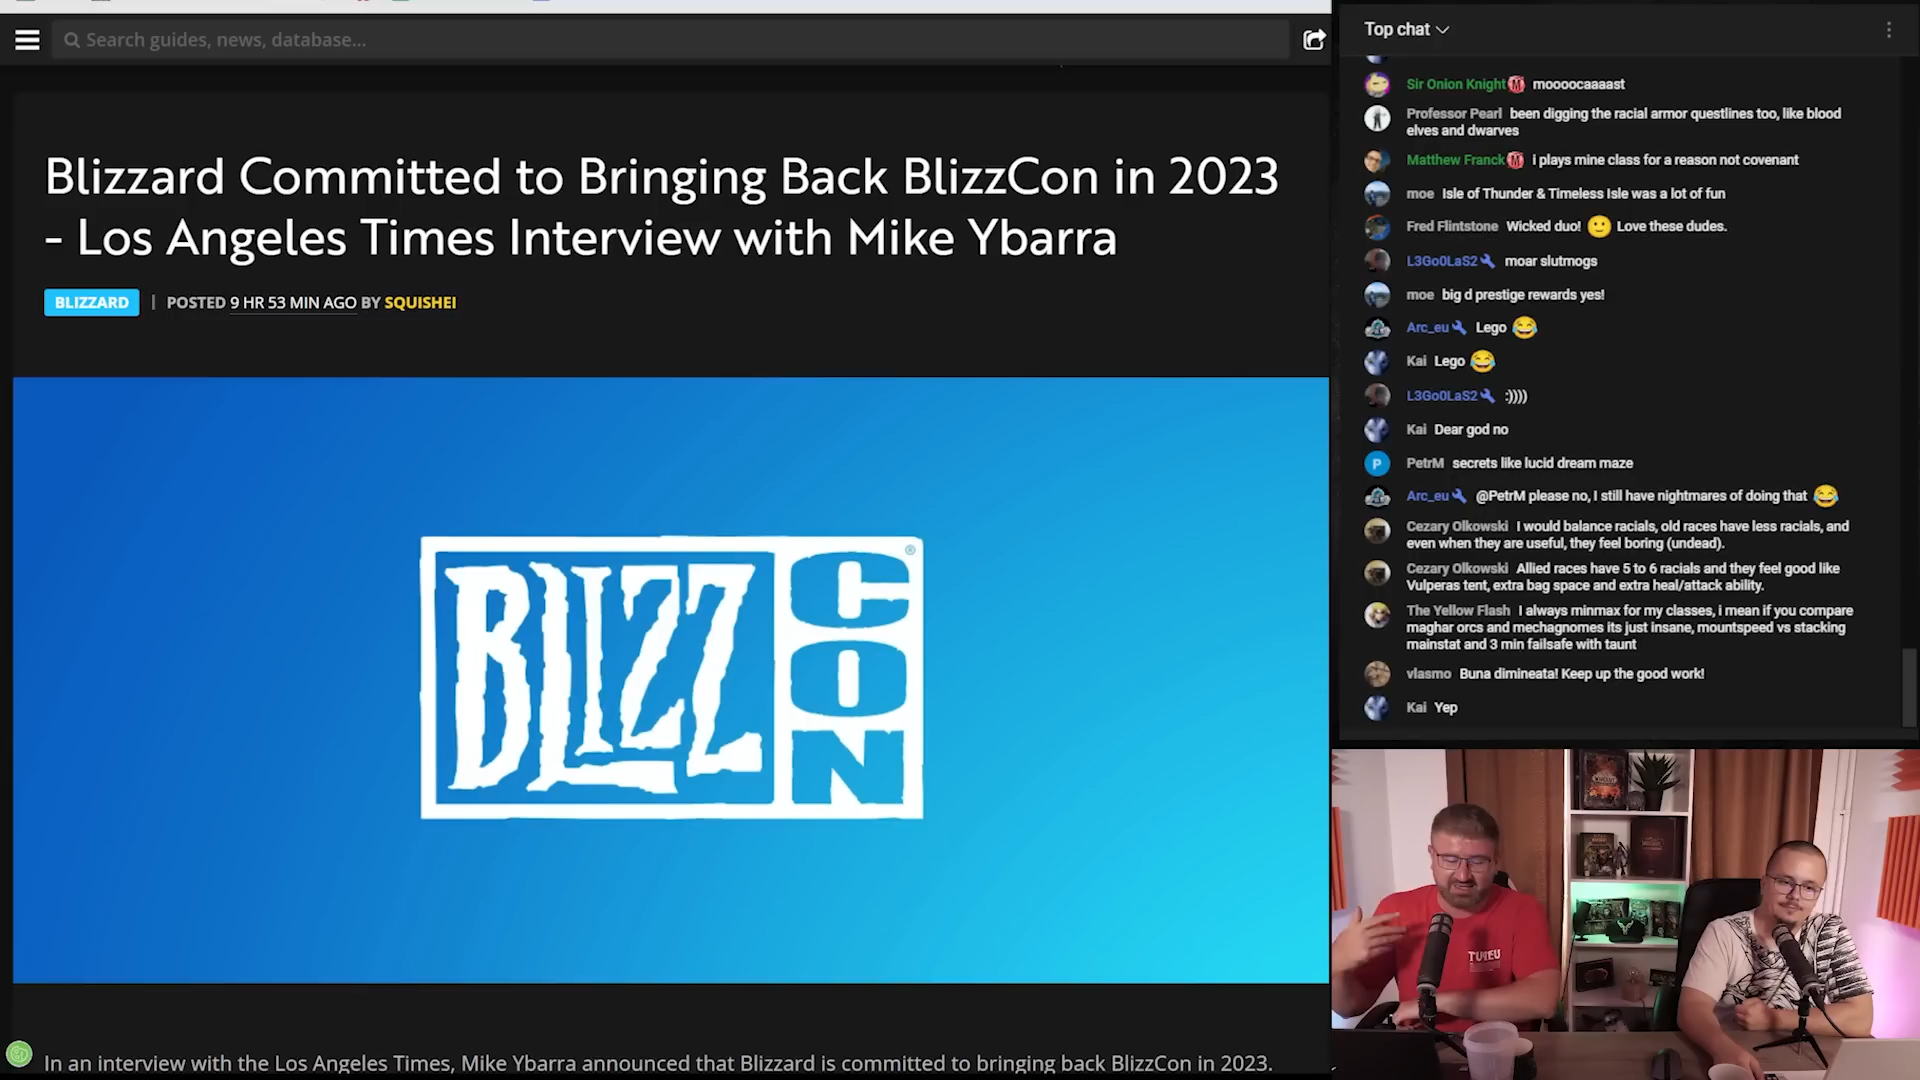 Search guides, news, database...
Blizzard Committed to Bringing Back BlizzCon in 2023
- Los Angeles Times Interview with Mike Ybarra
BLIZZARD | POSTED 9 HR 53 MIN AGO BY SQUISHEI
BLIZZ
CON
®
In an interview with the Los Angeles Times, Mike Ybarra announced that Blizzard is committed to bringing back BlizzCon in 2023.
Top chat
Sir Onion Knight moooocaaaast
Professor Pearl been digging the racial armor questlines too, like blood
elves and dwarves
Matthew Franck i plays mine class for a reason not covenant
moe Isle of Thunder & Timeless Isle was a lot of fun
Fred Flintstone Wicked duo! 🙂 Love these dudes.
L3Go0LaS2 moar slutmogs
moe big d prestige rewards yes!
Arc_eu Lego 😂
Kai Lego 😂
L3Go0LaS2 :))))
Kai Dear god no
P PetrM secrets like lucid dream maze
Arc_eu @PetrM please no, I still have nightmares of doing that 😂
Cezary Olkowski I would balance racials, old races have less racials, and
even when they are useful, they feel boring (undead).
Cezary Olkowski Allied races have 5 to 6 racials and they feel good like
Vulperas tent, extra bag space and extra heal/attack ability.
The Yellow Flash I always minmax for my classes, i mean if you compare
maghar orcs and mechagnomes its just insane, mountspeed vs stacking
mainstat and 3 min failsafe with taunt
vlasmo Buna dimineata! Keep up the good work!
Kai Yep